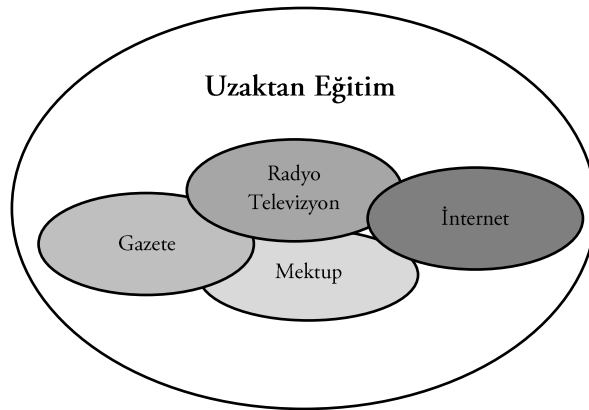 Uzaktan Eğitim
Radyo
Televizyon
İnternet
Gazete
Mektup